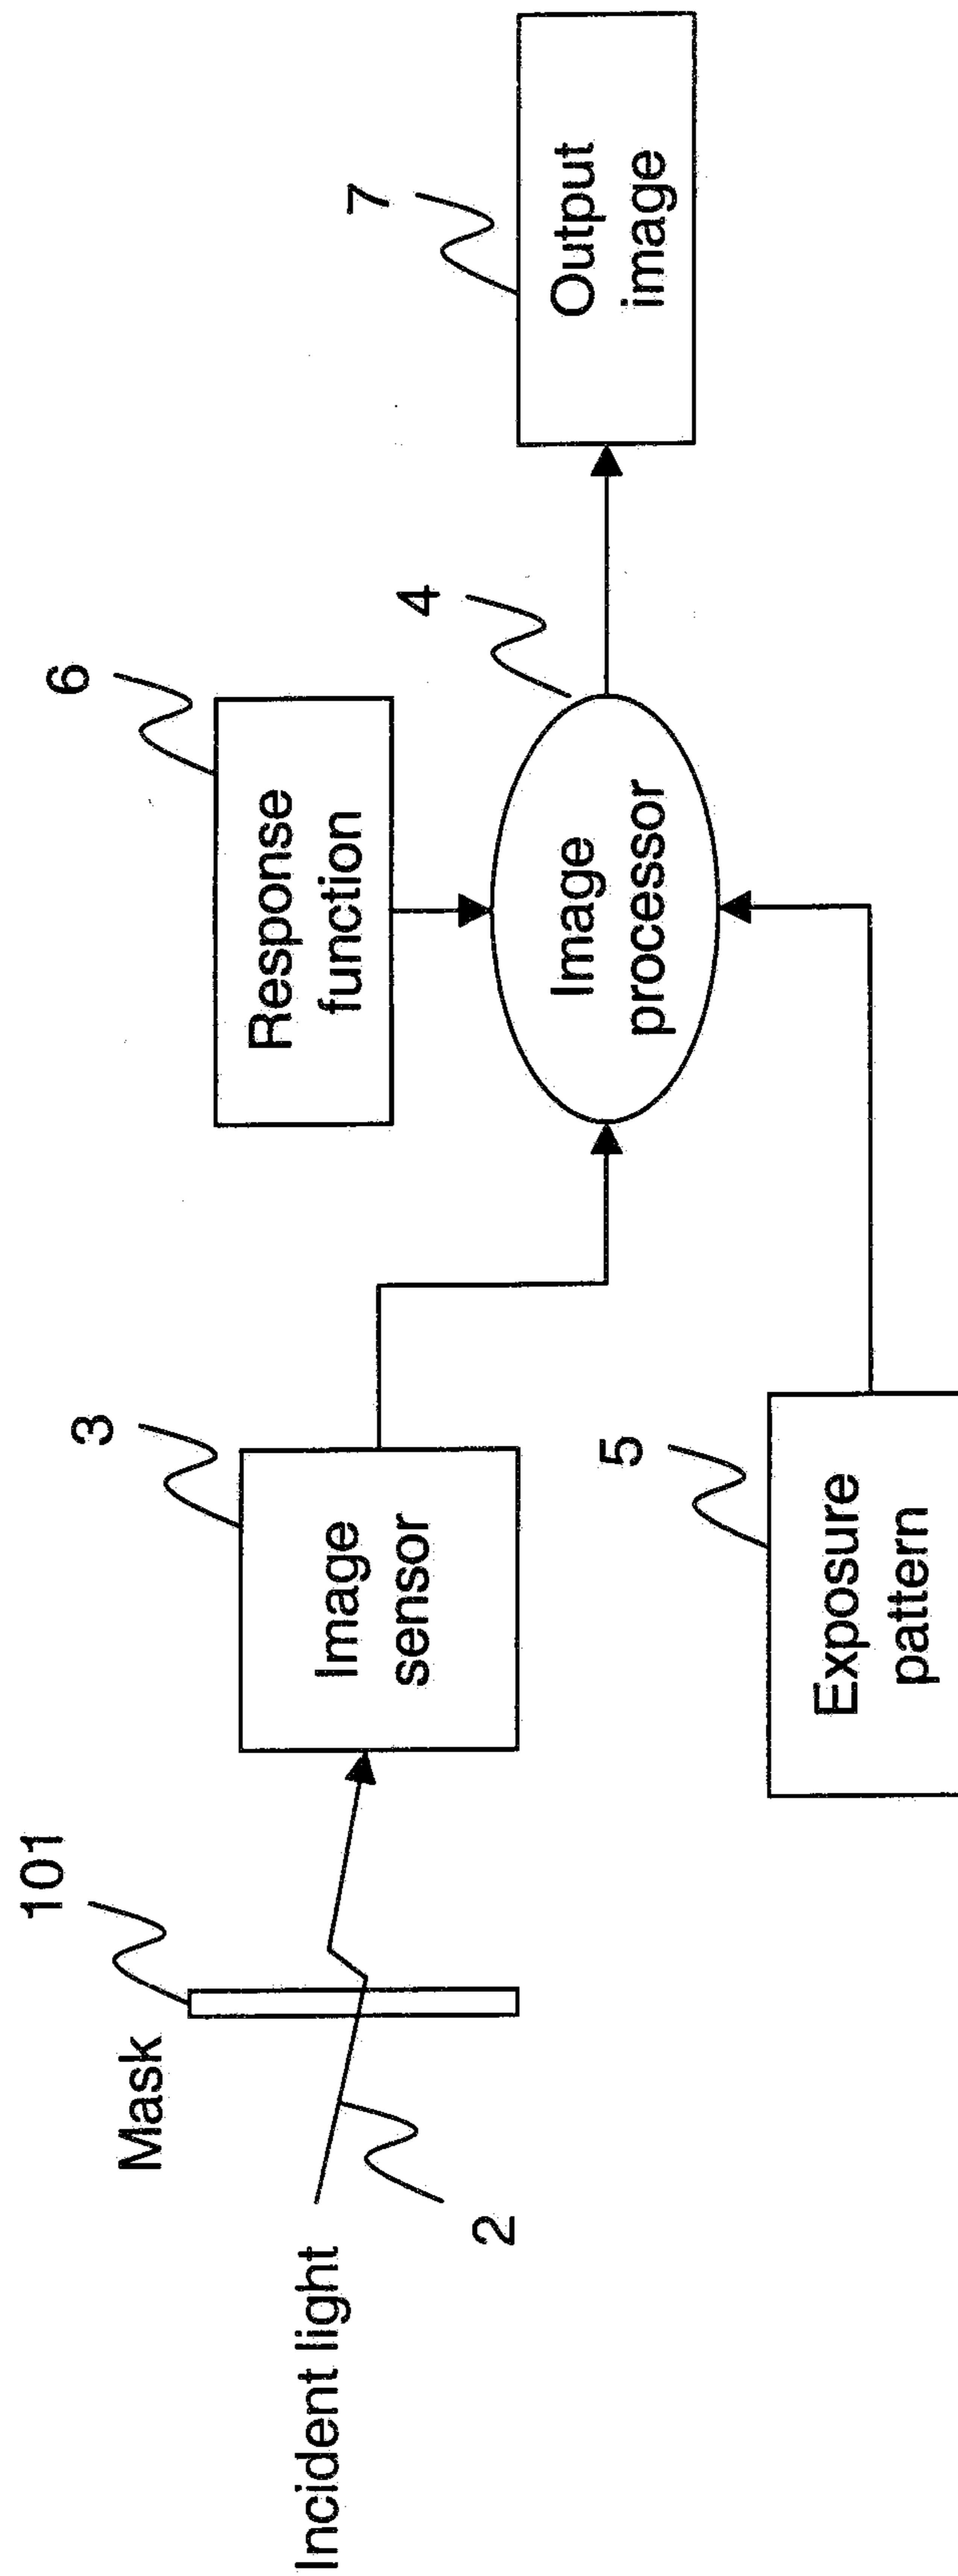 Incident light
2
Mask
101
Image
sensor
3
Exposure
pattern
5
Response
function
6
Image
processor
4
Output
image
7